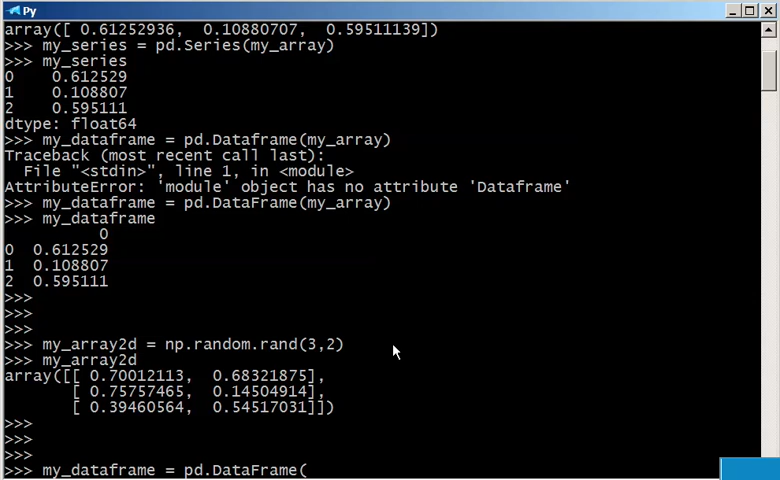 Py
array([ 0.61252936,  0.10880707,  0.59511139])
>>> my_series = pd.Series(my_array)
>>> my_series
0    0.612529
1    0.108807
2    0.595111
dtype: float64
>>> my_dataframe = pd.Dataframe(my_array)
Traceback (most recent call last):
  File "<stdin>", line 1, in <module>
AttributeError: 'module' object has no attribute 'Dataframe'
>>> my_dataframe = pd.DataFrame(my_array)
>>> my_dataframe
          0
0  0.612529
1  0.108807
2  0.595111
>>>
>>>
>>>
>>> my_array2d = np.random.rand(3,2)
>>> my_array2d
array([[ 0.70012113,  0.68321875],
       [ 0.75757465,  0.14504914],
       [ 0.39460564,  0.54517031]])
>>>
>>>
>>>
>>> my_dataframe = pd.DataFrame(